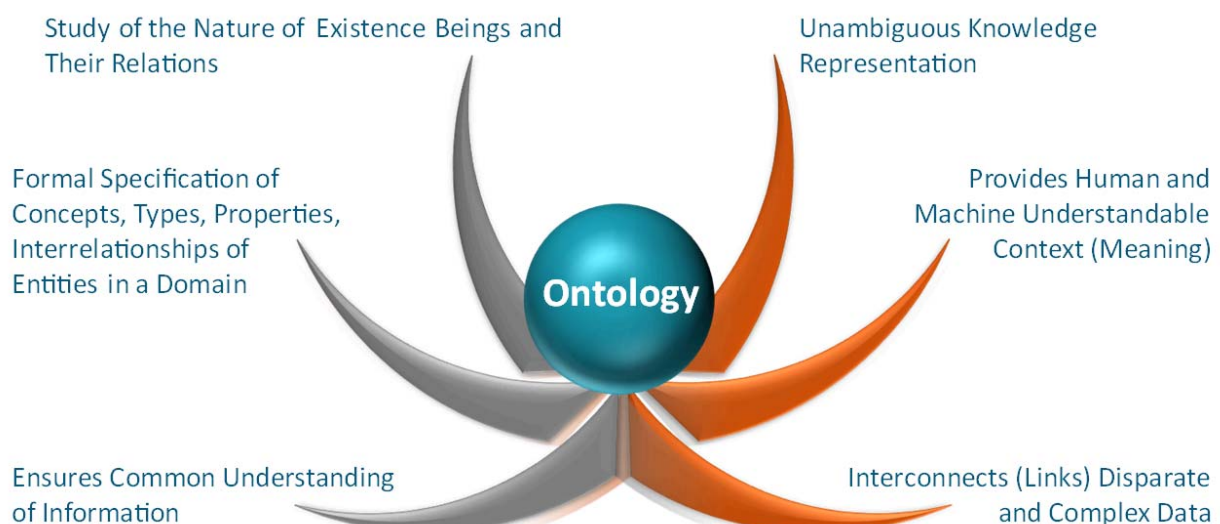 Study of the Nature of Existence Beings and
Their Relations
Unambiguous Knowledge
Representation
Formal Specification of
Concepts, Types, Properties,
Interrelationships of
Entities in a Domain
Provides Human and
Machine Understandable
Context (Meaning)
Ontology
Ensures Common Understanding
of Information
Interconnects (Links) Disparate
and Complex Data